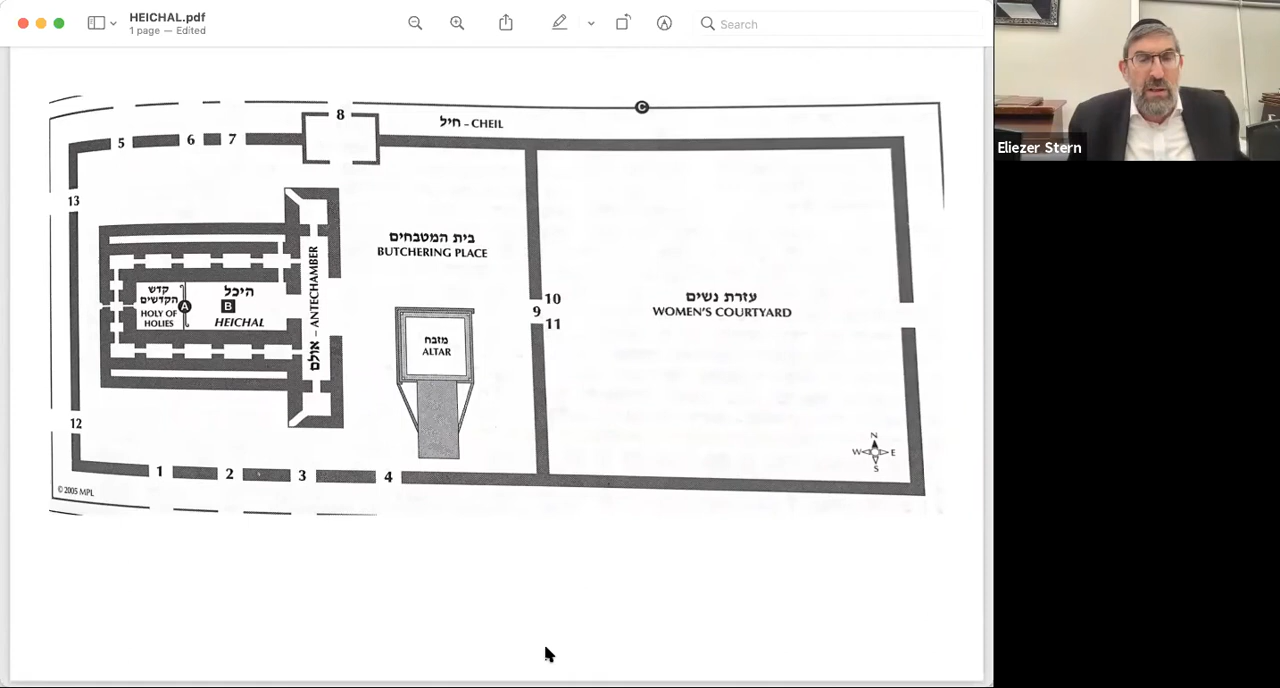 HEICHAL.pdf
1 page — Edited
Search
Eliezer Stern
8
C
חיל – CHEIL
5
6
7
13
בית המטבחים
BUTCHERING PLACE
אולם – ANTECHAMBER
קדש
הקדשים
HOLY OF
HOLIES
A
היכל
B
HEICHAL
עזרת נשים
WOMEN'S COURTYARD
10
9
11
מזבח
ALTAR
12
N
W
E
S
1
2
3
4
© 2005 MPL